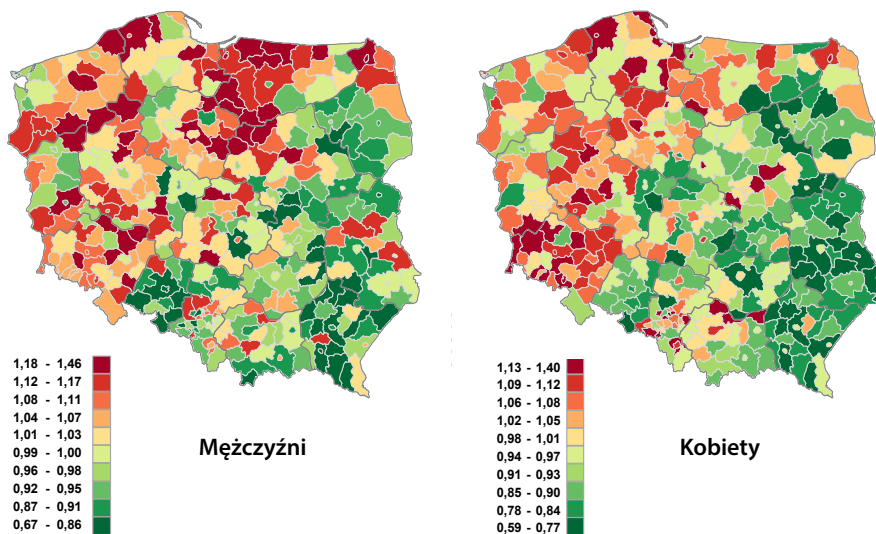 1,18 - 1,46
1,12 - 1,17
1,08 - 1,11
1,04 - 1,07
1,01 - 1,03
0,99 - 1,00
0,96 - 0,98
0,92 - 0,95
0,87 - 0,91
0,67 - 0,86
Mężczyźni
1,13 - 1,40
1,09 - 1,12
1,06 - 1,08
1,02 - 1,05
0,98 - 1,01
0,94 - 0,97
0,91 - 0,93
0,85 - 0,90
0,78 - 0,84
0,59 - 0,77
Kobiety